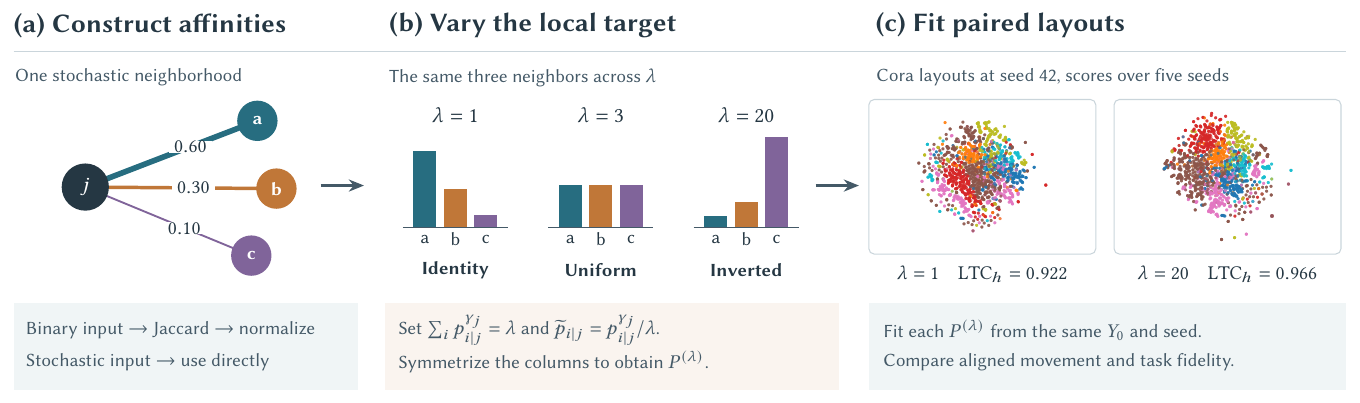 (a) Construct affinities
One stochastic neighborhood
j
a
0.60
0.30
b
0.10
c
Binary input → Jaccard → normalize
Stochastic input → use directly
(b) Vary the local target
The same three neighbors across λ
λ = 1
λ = 3
λ = 20
a b c
a b c
a b c
Identity
Uniform
Inverted
Set ∑_i p_{i|j}^{γ_j} = λ and p̃_{i|j} = p_{i|j}^{γ_j}/λ.
Symmetrize the columns to obtain P^{(λ)}.
(c) Fit paired layouts
Cora layouts at seed 42, scores over five seeds
λ = 1 LTC_h = 0.922
λ = 20 LTC_h = 0.966
Fit each P^{(λ)} from the same Y_0 and seed.
Compare aligned movement and task fidelity.